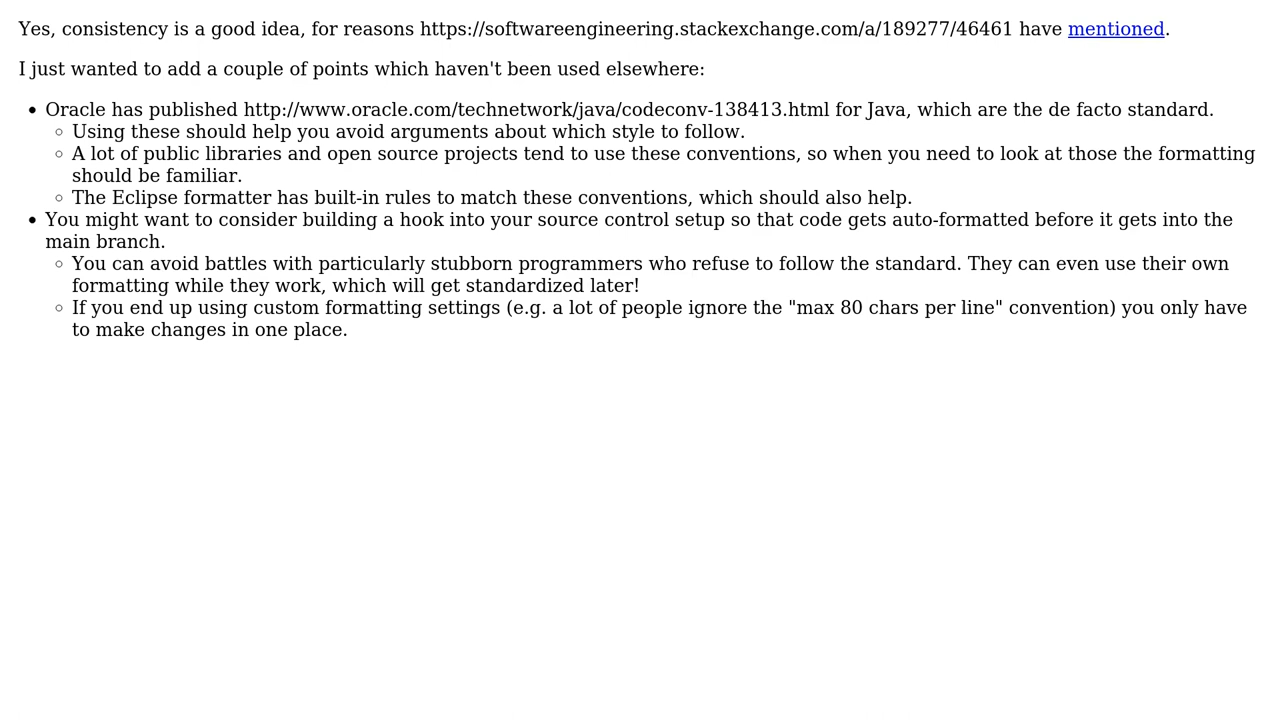 Yes, consistency is a good idea, for reasons https://softwareengineering.stackexchange.com/a/189277/46461 have mentioned.
I just wanted to add a couple of points which haven't been used elsewhere:
Oracle has published http://www.oracle.com/technetwork/java/codeconv-138413.html for Java, which are the de facto standard.
Using these should help you avoid arguments about which style to follow.
A lot of public libraries and open source projects tend to use these conventions, so when you need to look at those the formatting
should be familiar.
The Eclipse formatter has built-in rules to match these conventions, which should also help.
You might want to consider building a hook into your source control setup so that code gets auto-formatted before it gets into the
main branch.
You can avoid battles with particularly stubborn programmers who refuse to follow the standard. They can even use their own
formatting while they work, which will get standardized later!
If you end up using custom formatting settings (e.g. a lot of people ignore the "max 80 chars per line" convention) you only have
to make changes in one place.